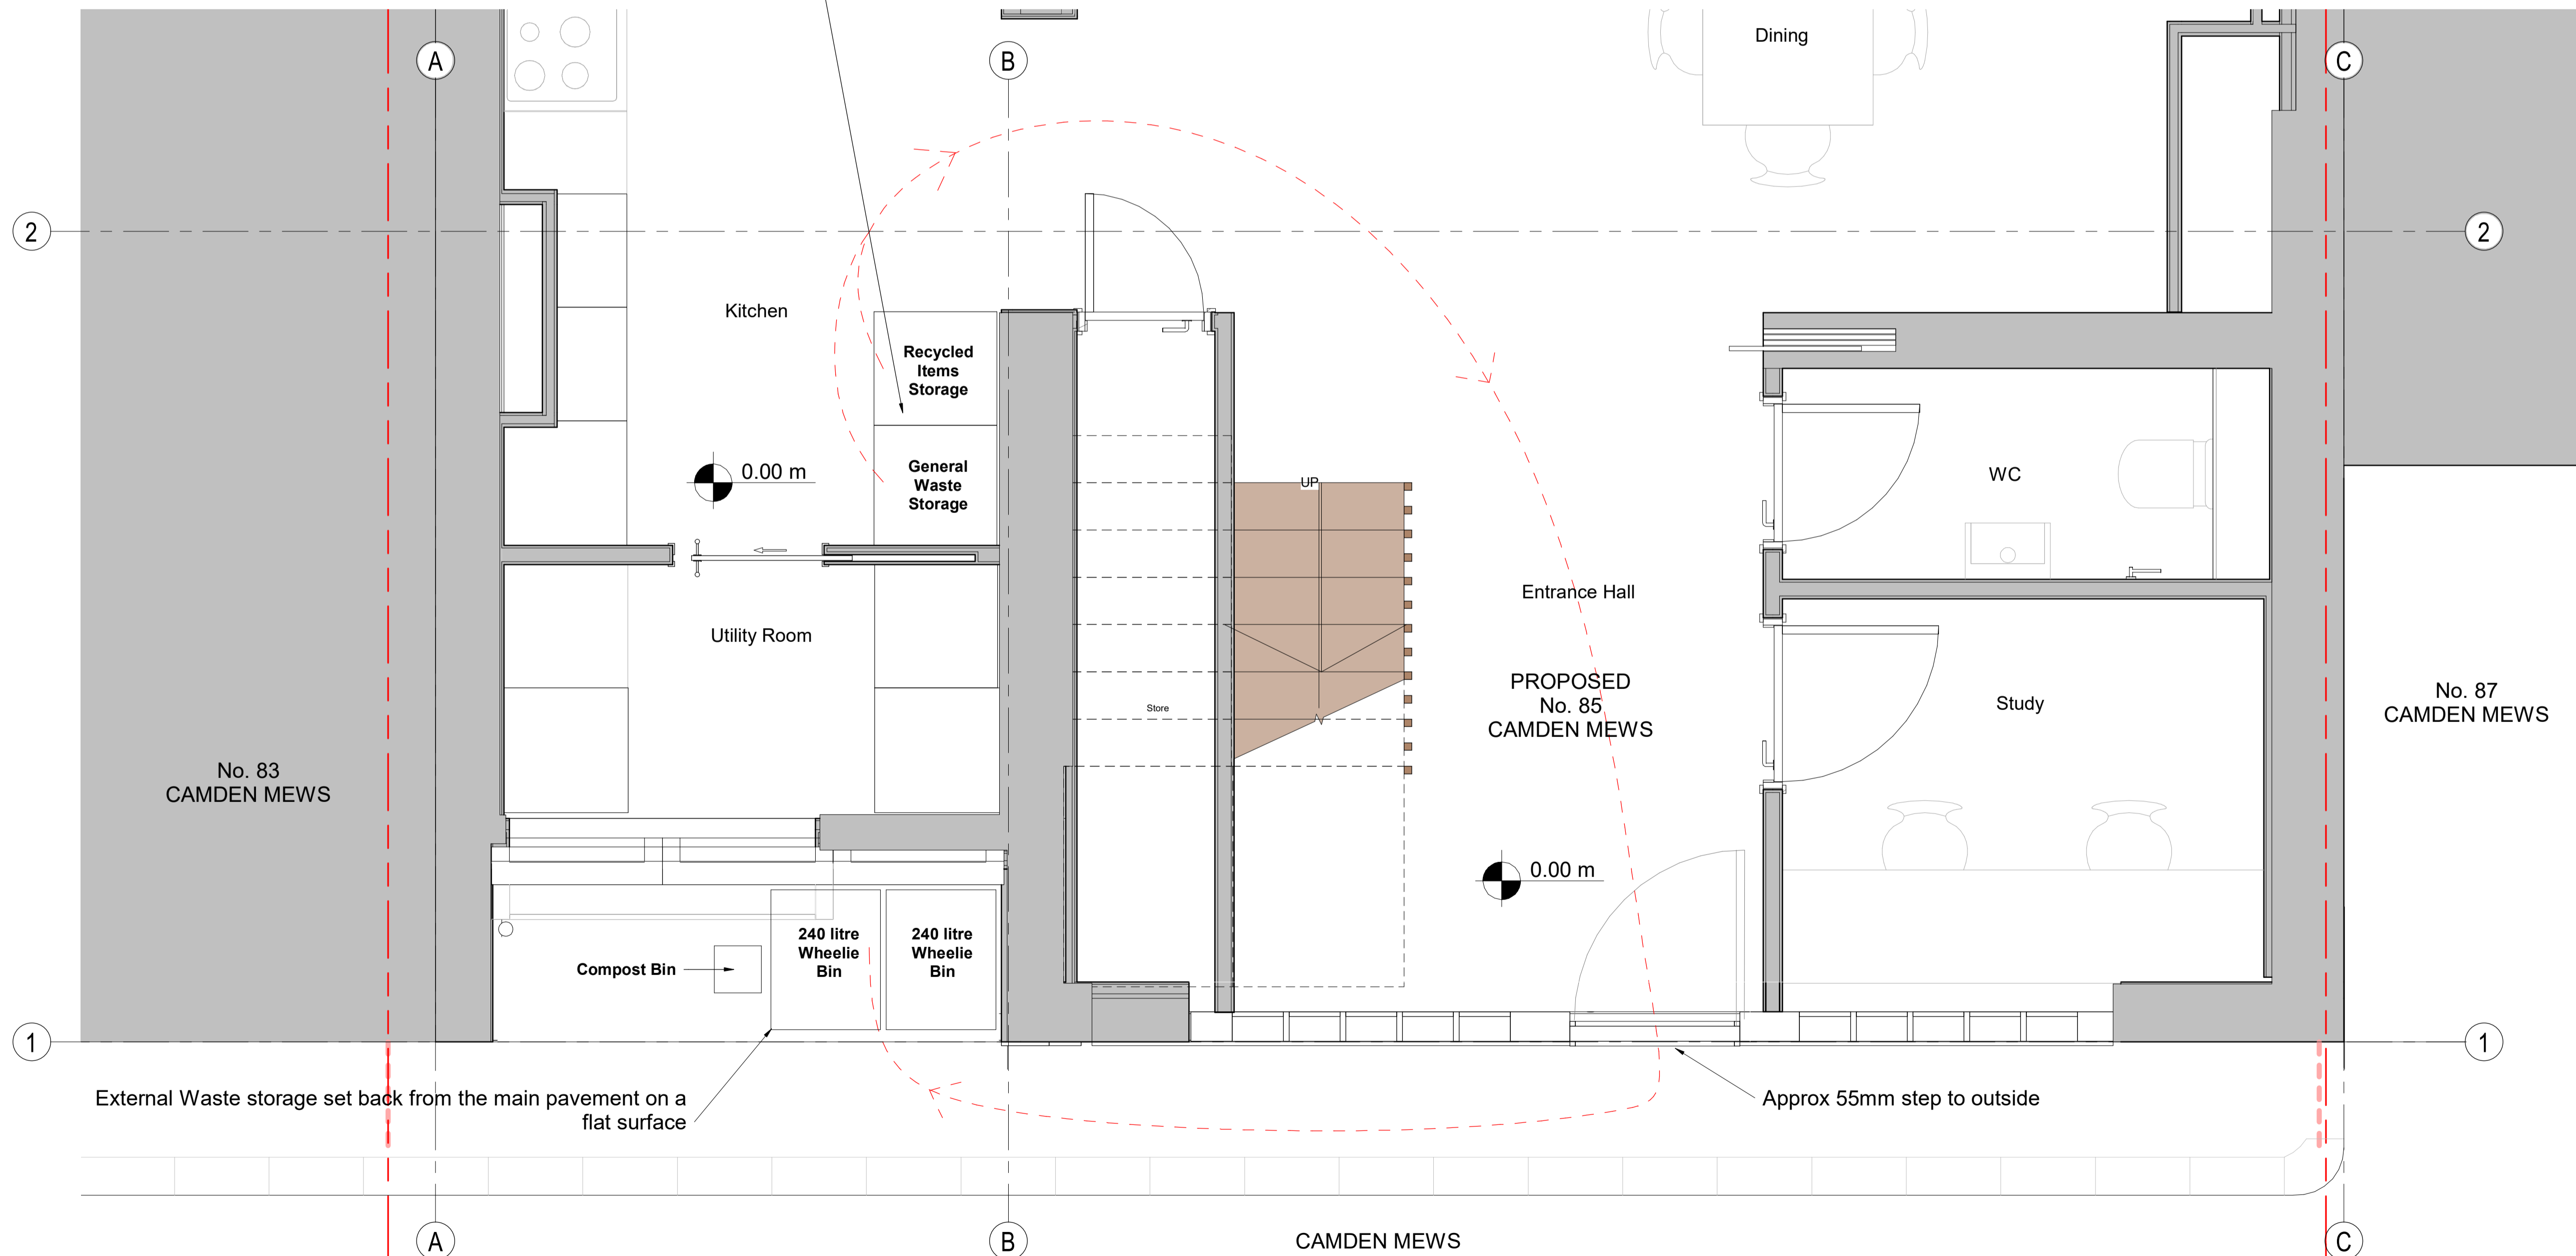 Dining
A
B
C
2
2
Kitchen
Recycled
Items
Storage
0.00 m
General
Waste
Storage
UP
WC
Entrance Hall
Utility Room
PROPOSED
No. 85
CAMDEN MEWS
Study
No. 87
CAMDEN MEWS
Store
No. 83
CAMDEN MEWS
0.00 m
240 litre
Wheelie
Bin
240 litre
Wheelie
Bin
Compost Bin
1
1
External Waste storage set back from the main pavement on a
flat surface
Approx 55mm step to outside
A
B
CAMDEN MEWS
C